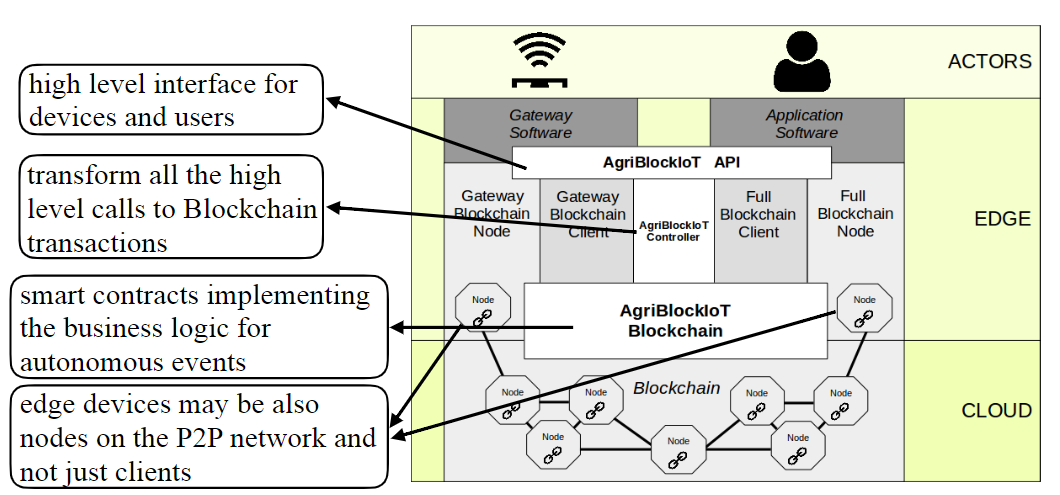 high level interface for
devices and users
transform all the high
level calls to Blockchain
transactions
smart contracts implementing
the business logic for
autonomous events
edge devices may be also
nodes on the P2P network and
not just clients
ACTORS
Gateway
Software
Application
Software
AgriBlockIoT API
Gateway
Blockchain
Node
Gateway
Blockchain
Client
AgriBlockIoT
Controller
Full
Blockchain
Client
Full
Blockchain
Node
EDGE
Node
AgriBlockIoT
Blockchain
Node
Blockchain
Node
Node
Node
Node
Node
Node
Node
CLOUD